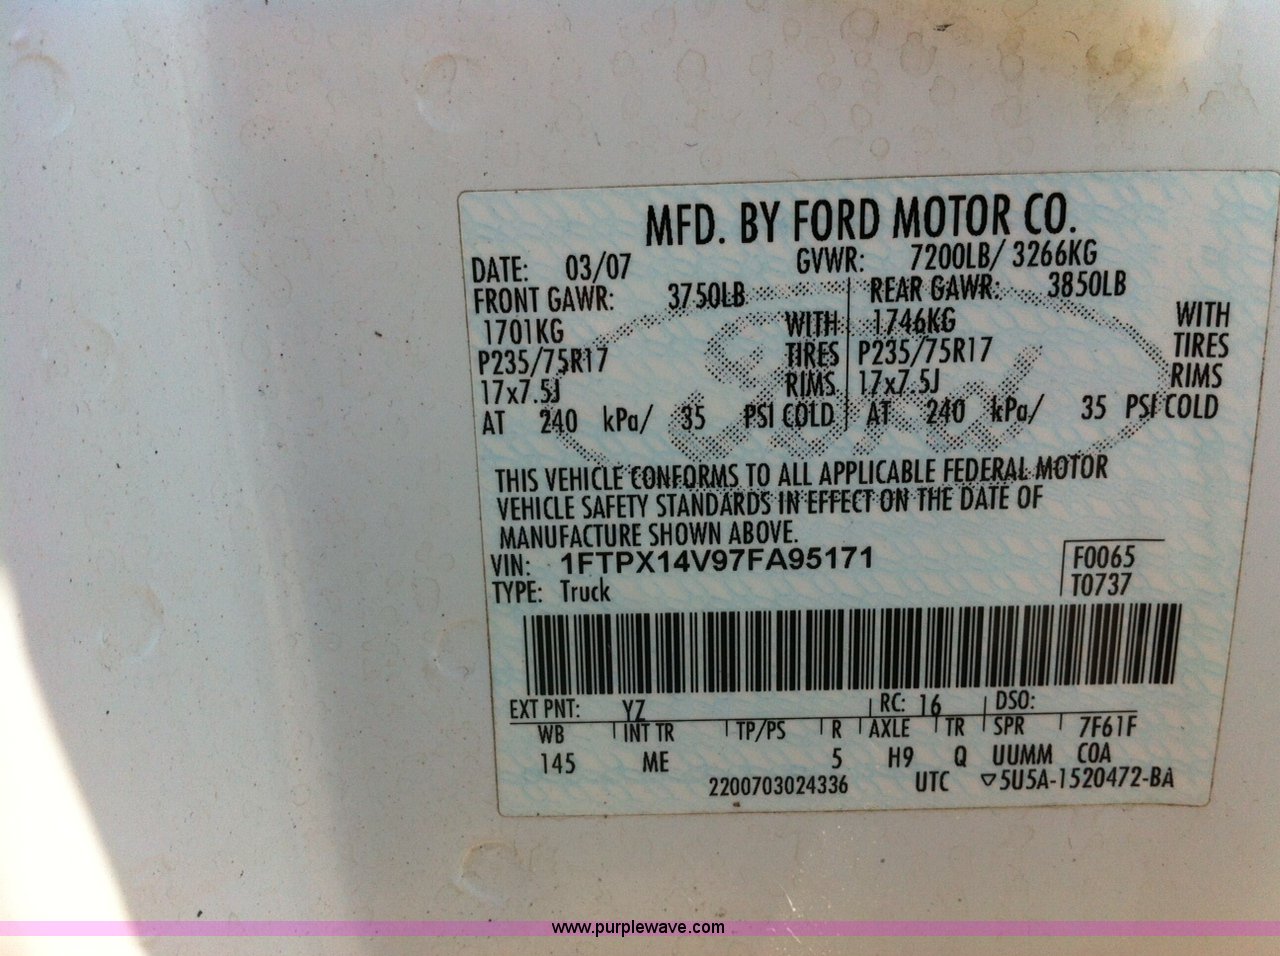 MFD. BY FORD MOTOR CO.
DATE: 03/07 GVWR: 7200LB/ 3266KG
FRONT GAWR: 3750LB REAR GAWR: 3850LB
1701KG WITH 1746KG WITH
P235/75R17 TIRES P235/75R17 TIRES
17x7.5J RIMS 17x7.5J RIMS
AT 240 kPa/ 35 PSI COLD AT 240 kPa/ 35 PSI COLD
Ford
THIS VEHICLE CONFORMS TO ALL APPLICABLE FEDERAL MOTOR
VEHICLE SAFETY STANDARDS IN EFFECT ON THE DATE OF
MANUFACTURE SHOWN ABOVE.
VIN: 1FTPX14V97FA95171 F0065
TYPE: Truck T0737
EXT PNT: YZ RC: 16 DSO:
WB INT TR TP/PS R AXLE TR SPR 7F61F
145 ME 5 H9 Q UUMM COA
2200703024336 UTC ▽5U5A-1520472-BA
www.purplewave.com